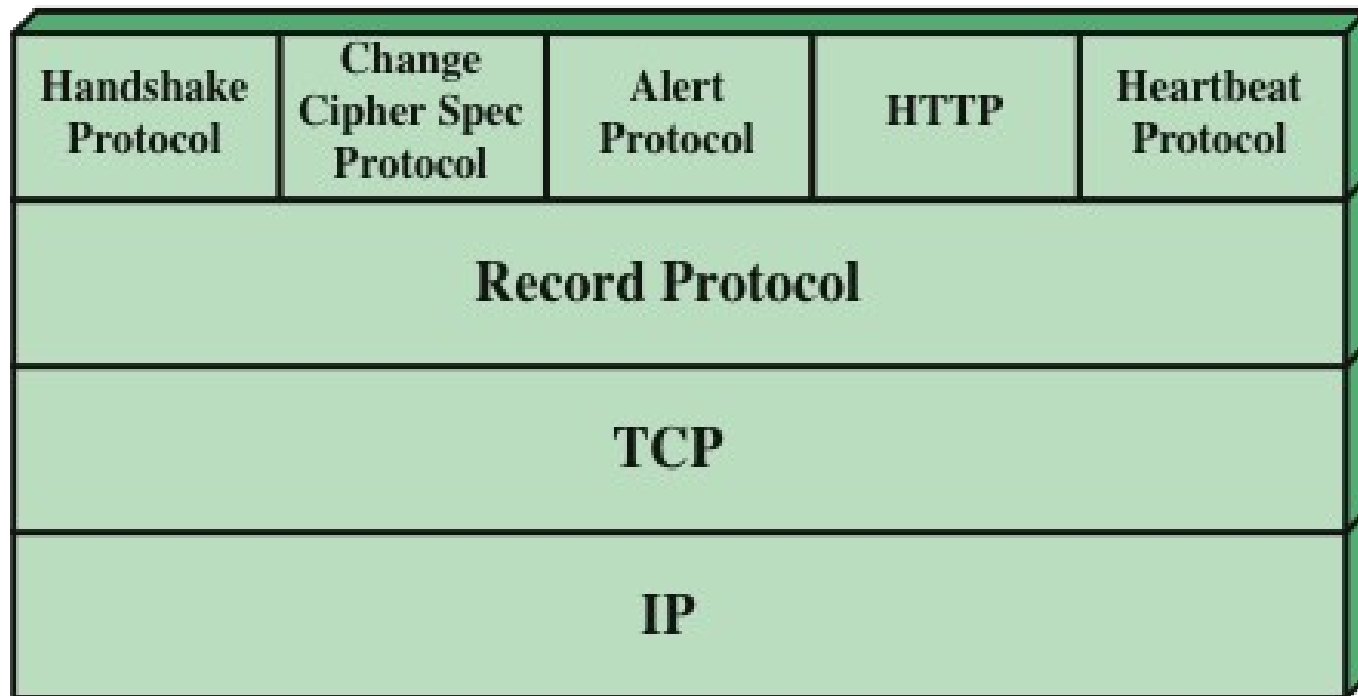 Handshake
Protocol
Change
Cipher Spec
Protocol
Alert
Protocol
HTTP
Heartbeat
Protocol
Record Protocol
TCP
IP